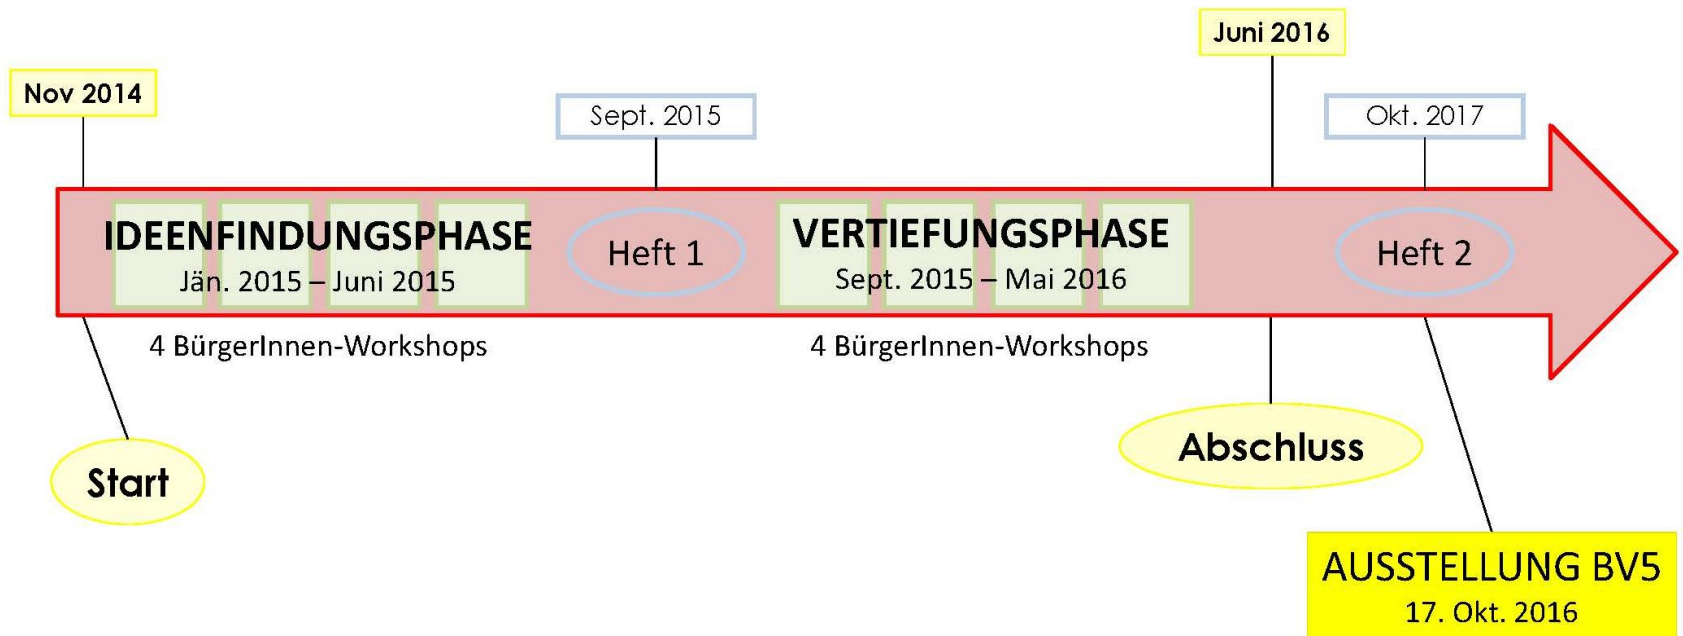 Juni 2016
Nov 2014
Sept. 2015
Okt. 2017
IDEENFINDUNGSPHASE
Jän. 2015 – Juni 2015
Heft 1
VERTIEFUNGSPHASE
Sept. 2015 – Mai 2016
Heft 2
4 BürgerInnen-Workshops
4 BürgerInnen-Workshops
Start
Abschluss
AUSSTELLUNG BV5
17. Okt. 2016